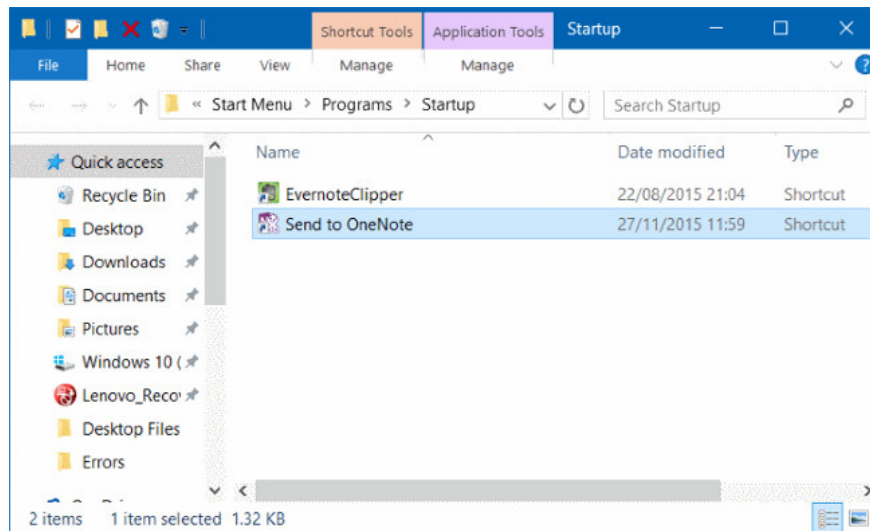 Shortcut Tools Application Tools Startup
File Home Share View Manage Manage
« Start Menu > Programs > Startup Search Startup
Quick access
Recycle Bin
Desktop
Downloads
Documents
Pictures
Windows 10 (
Lenovo_Reco
Desktop Files
Errors
Name Date modified Type
EvernoteClipper 22/08/2015 21:04 Shortcut
Send to OneNote 27/11/2015 11:59 Shortcut
2 items 1 item selected 1.32 KB